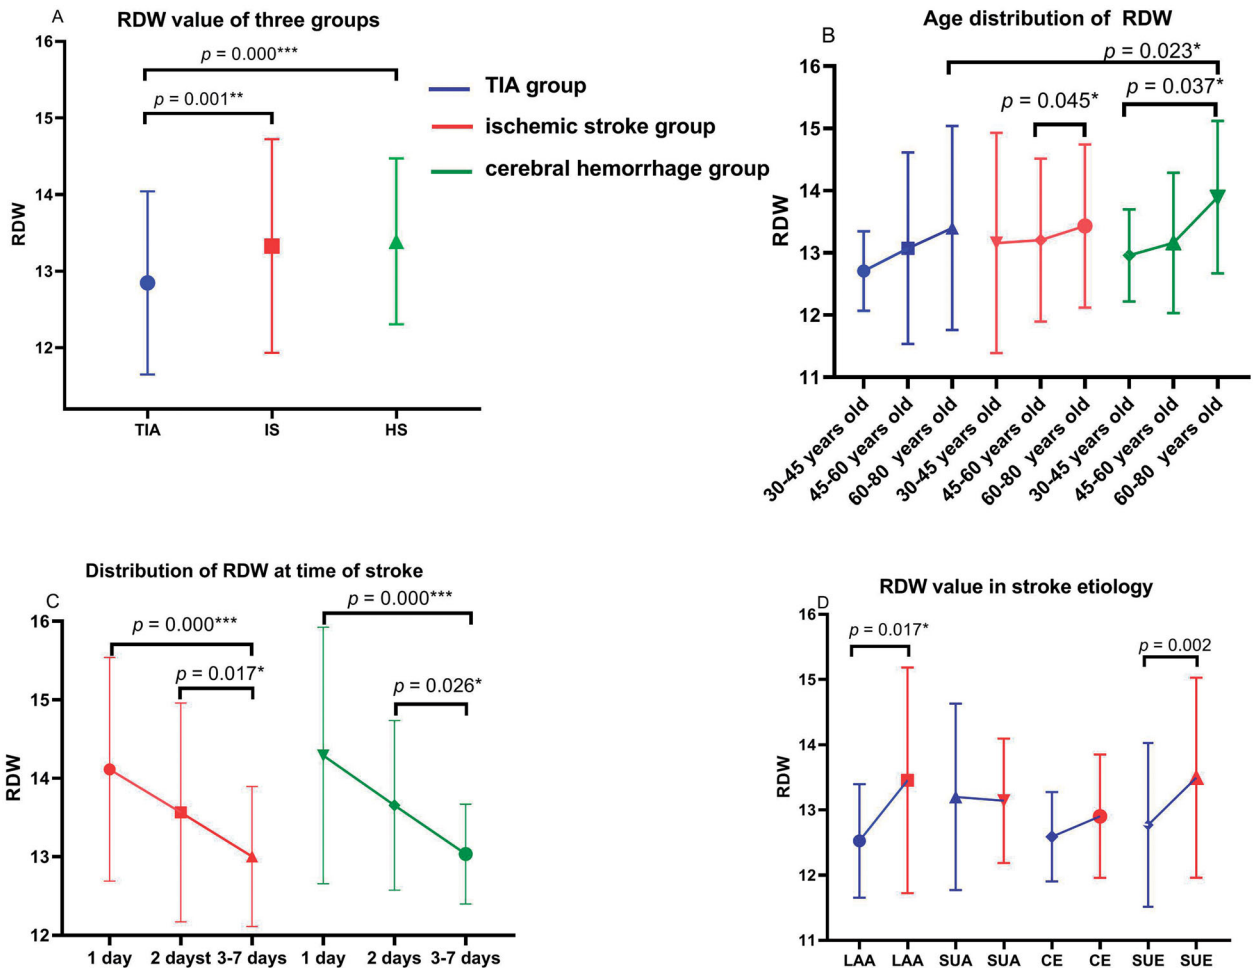 A
RDW value of three groups
16
15
14
13
12
RDW
p = 0.000***
p = 0.001**
TIA
IS
HS
TIA group
ischemic stroke group
cerebral hemorrhage group
B
Age distribution of RDW
16
15
14
13
12
11
RDW
p = 0.023*
p = 0.045*
p = 0.037*
30-45 years old
45-60 years old
60-80 years old
30-45 years old
45-60 years old
60-80 years old
30-45 years old
45-60 years old
60-80 years old
C
Distribution of RDW at time of stroke
16
15
14
13
12
RDW
p = 0.000***
p = 0.000***
p = 0.017*
p = 0.026*
1 day
2 dayst
3-7 days
1 day
2 days
3-7 days
D
RDW value in stroke etiology
16
15
14
13
12
11
RDW
p = 0.017*
p = 0.002
LAA
LAA
SUA
SUA
CE
CE
SUE
SUE